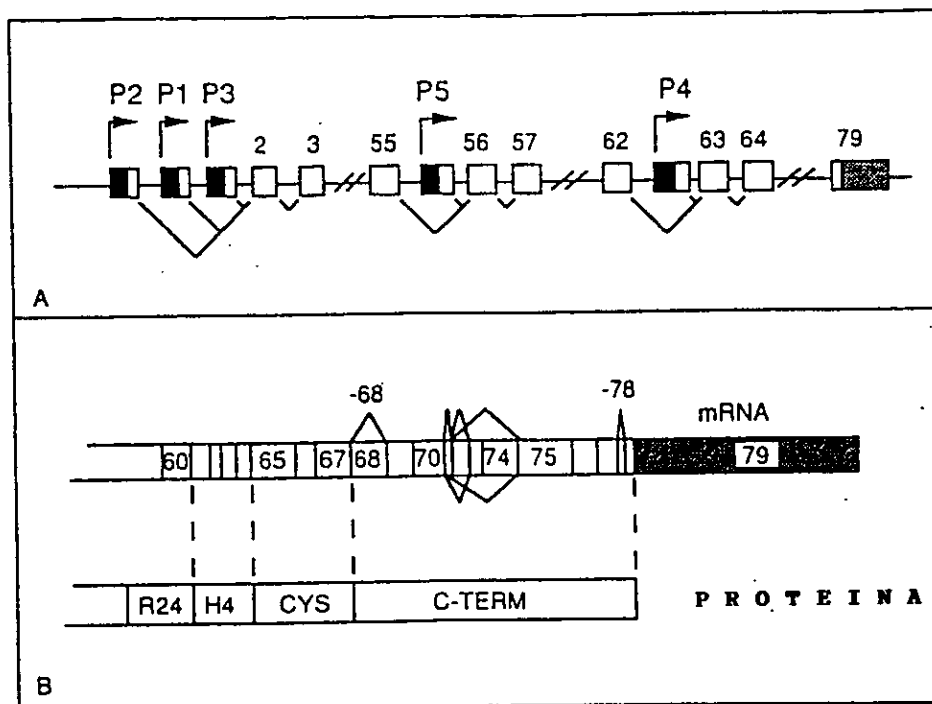 P2 P1 P3 P5 P4
2 3 55 56 57 62 63 64 79
A
-68 -78 mRNA
60 65 67 68 70 74 75 79
R24 H4 CYS C-TERM PROTEINA
B